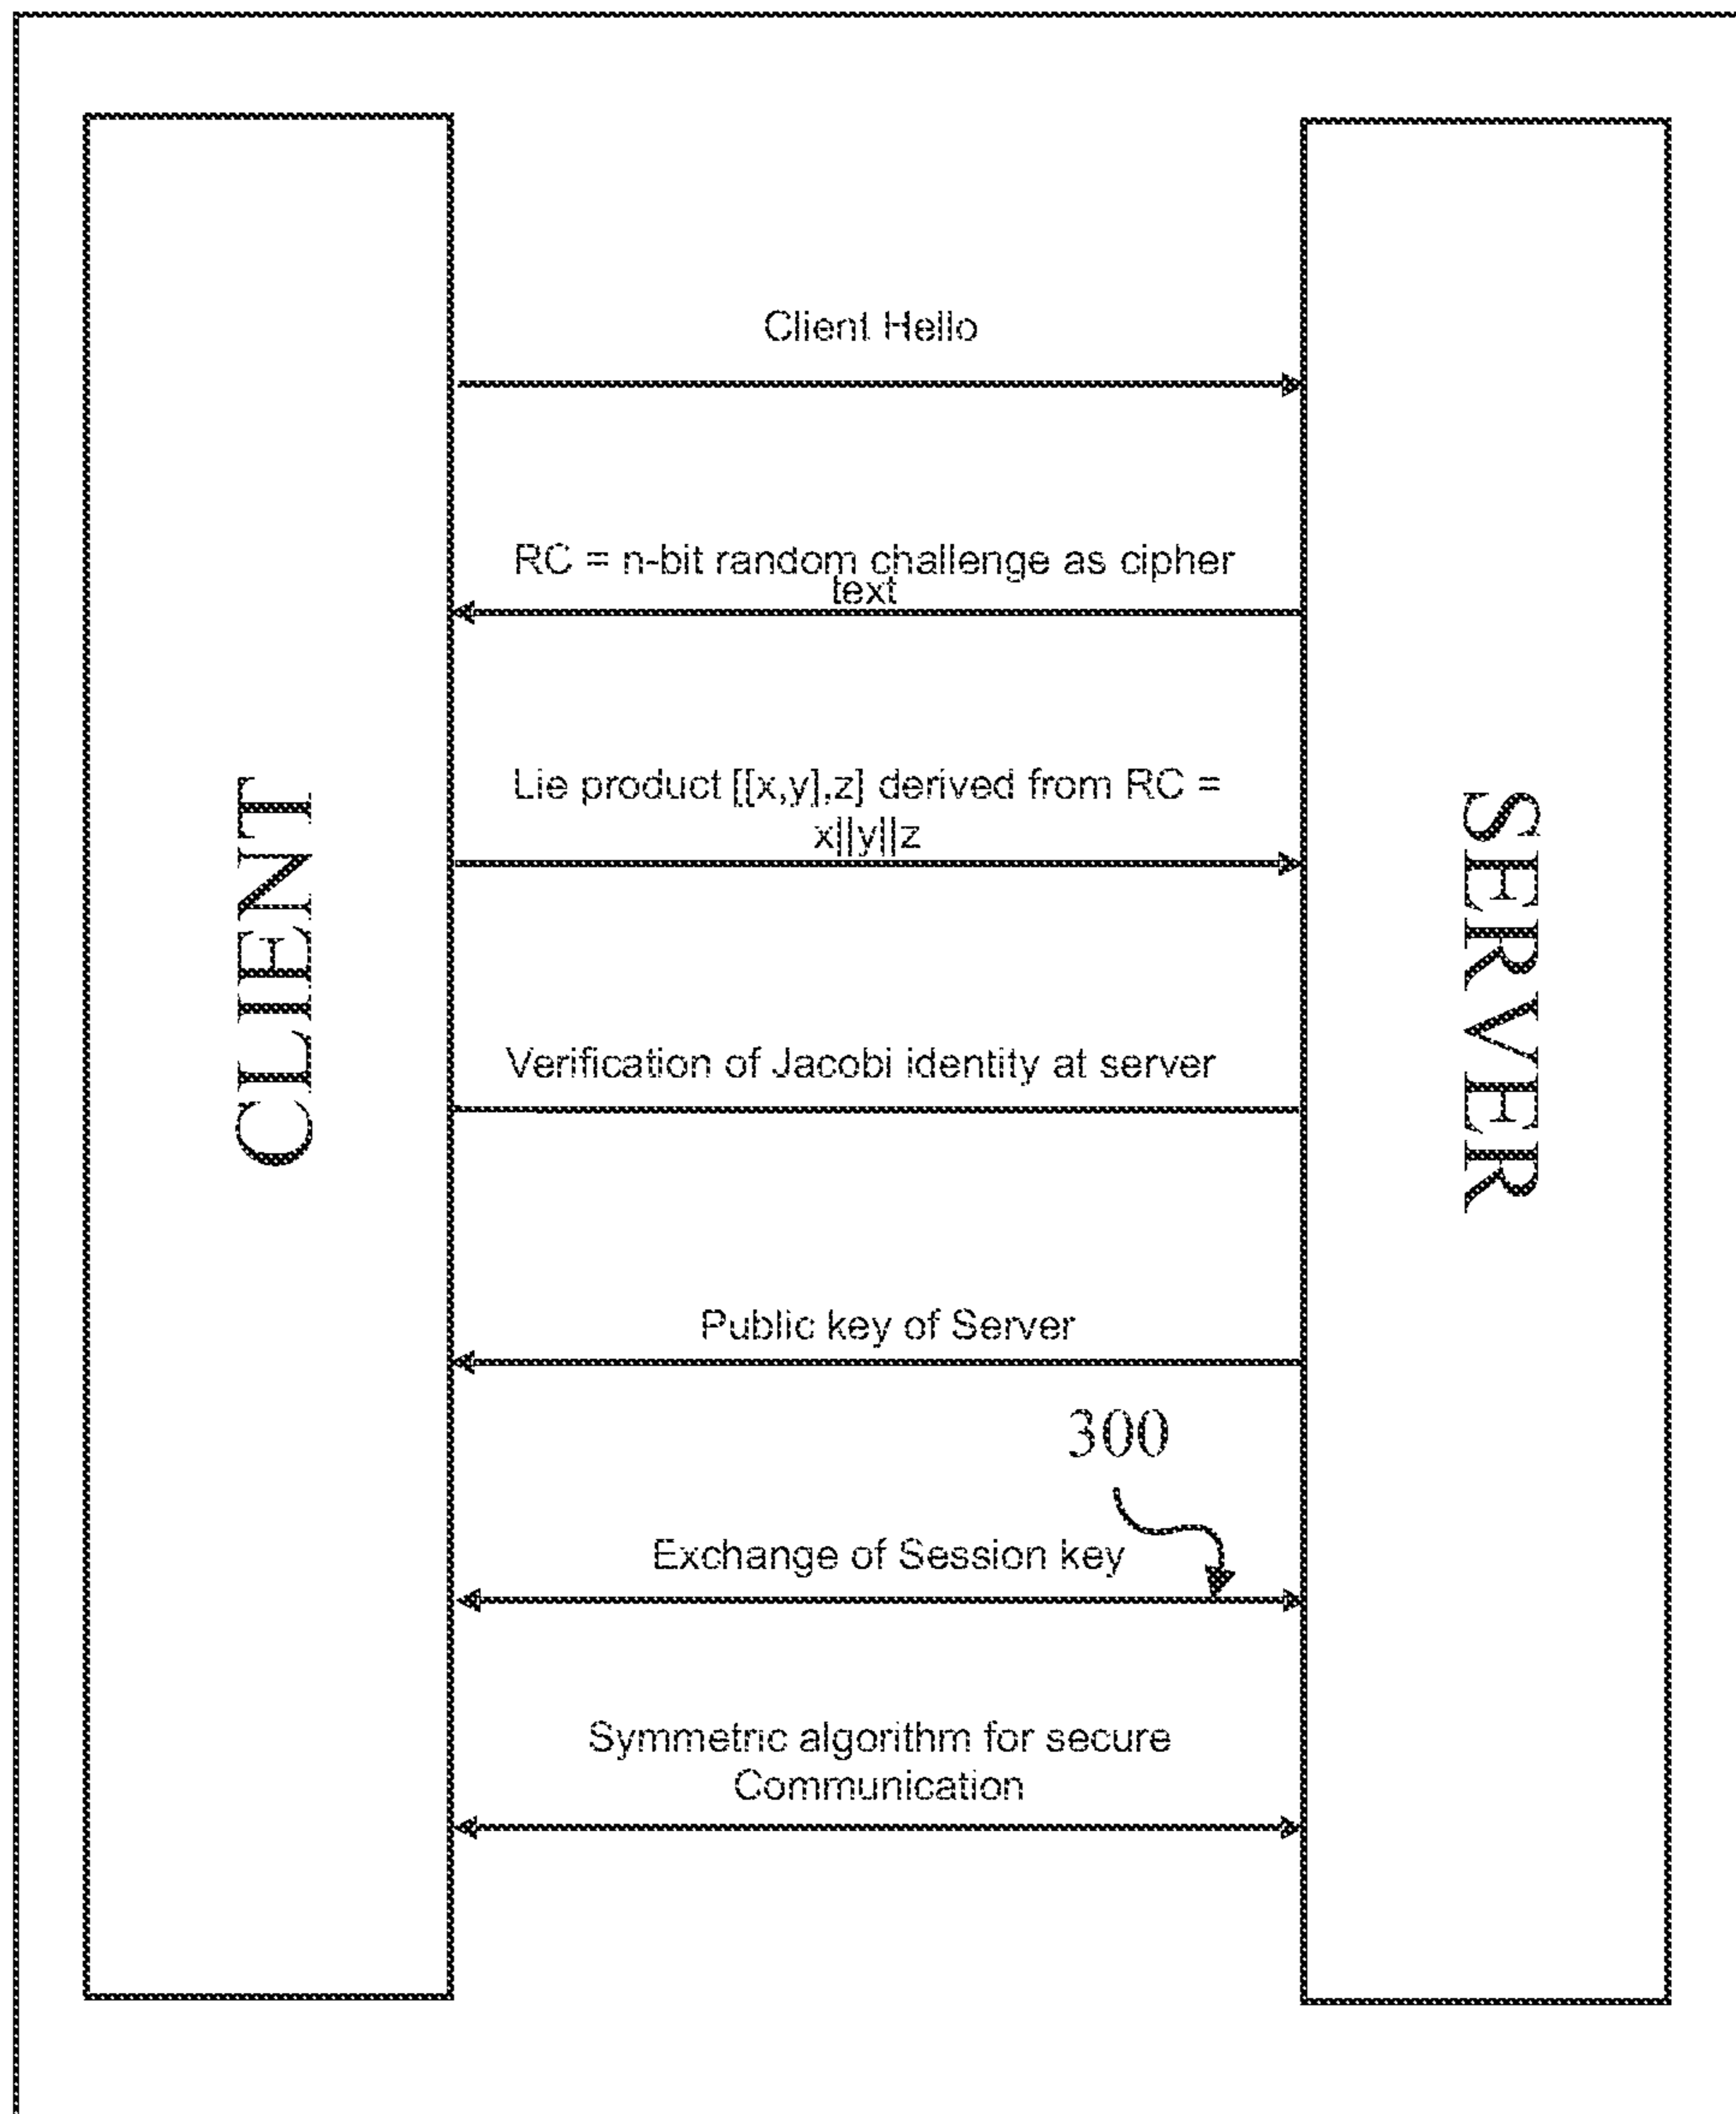 Client Hello
RC = n-bit random challenge as cipher
text
Lie product [[x,y],z] derived from RC =
x||y||z
CLIENT
SERVER
Verification of Jacobi identity at server
Public key of Server
300
Exchange of Session key
Symmetric algorithm for secure
Communication